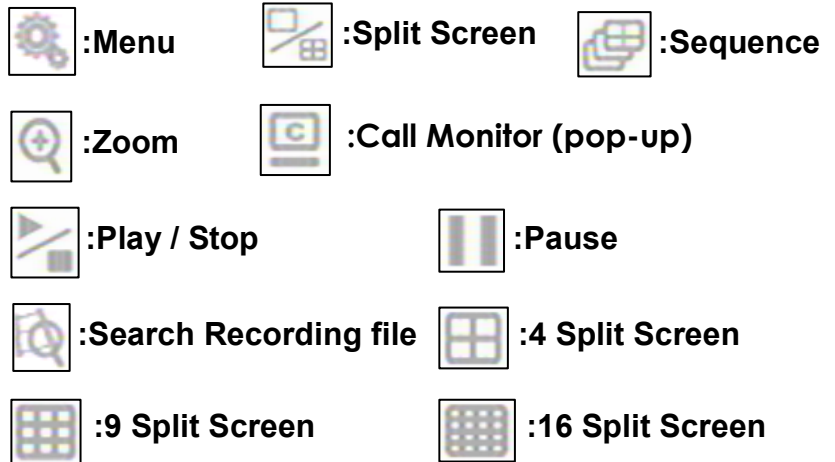 :Menu :Split Screen :Sequence
:Zoom C :Call Monitor (pop-up)
:Play / Stop :Pause
:Search Recording file :4 Split Screen
:9 Split Screen :16 Split Screen